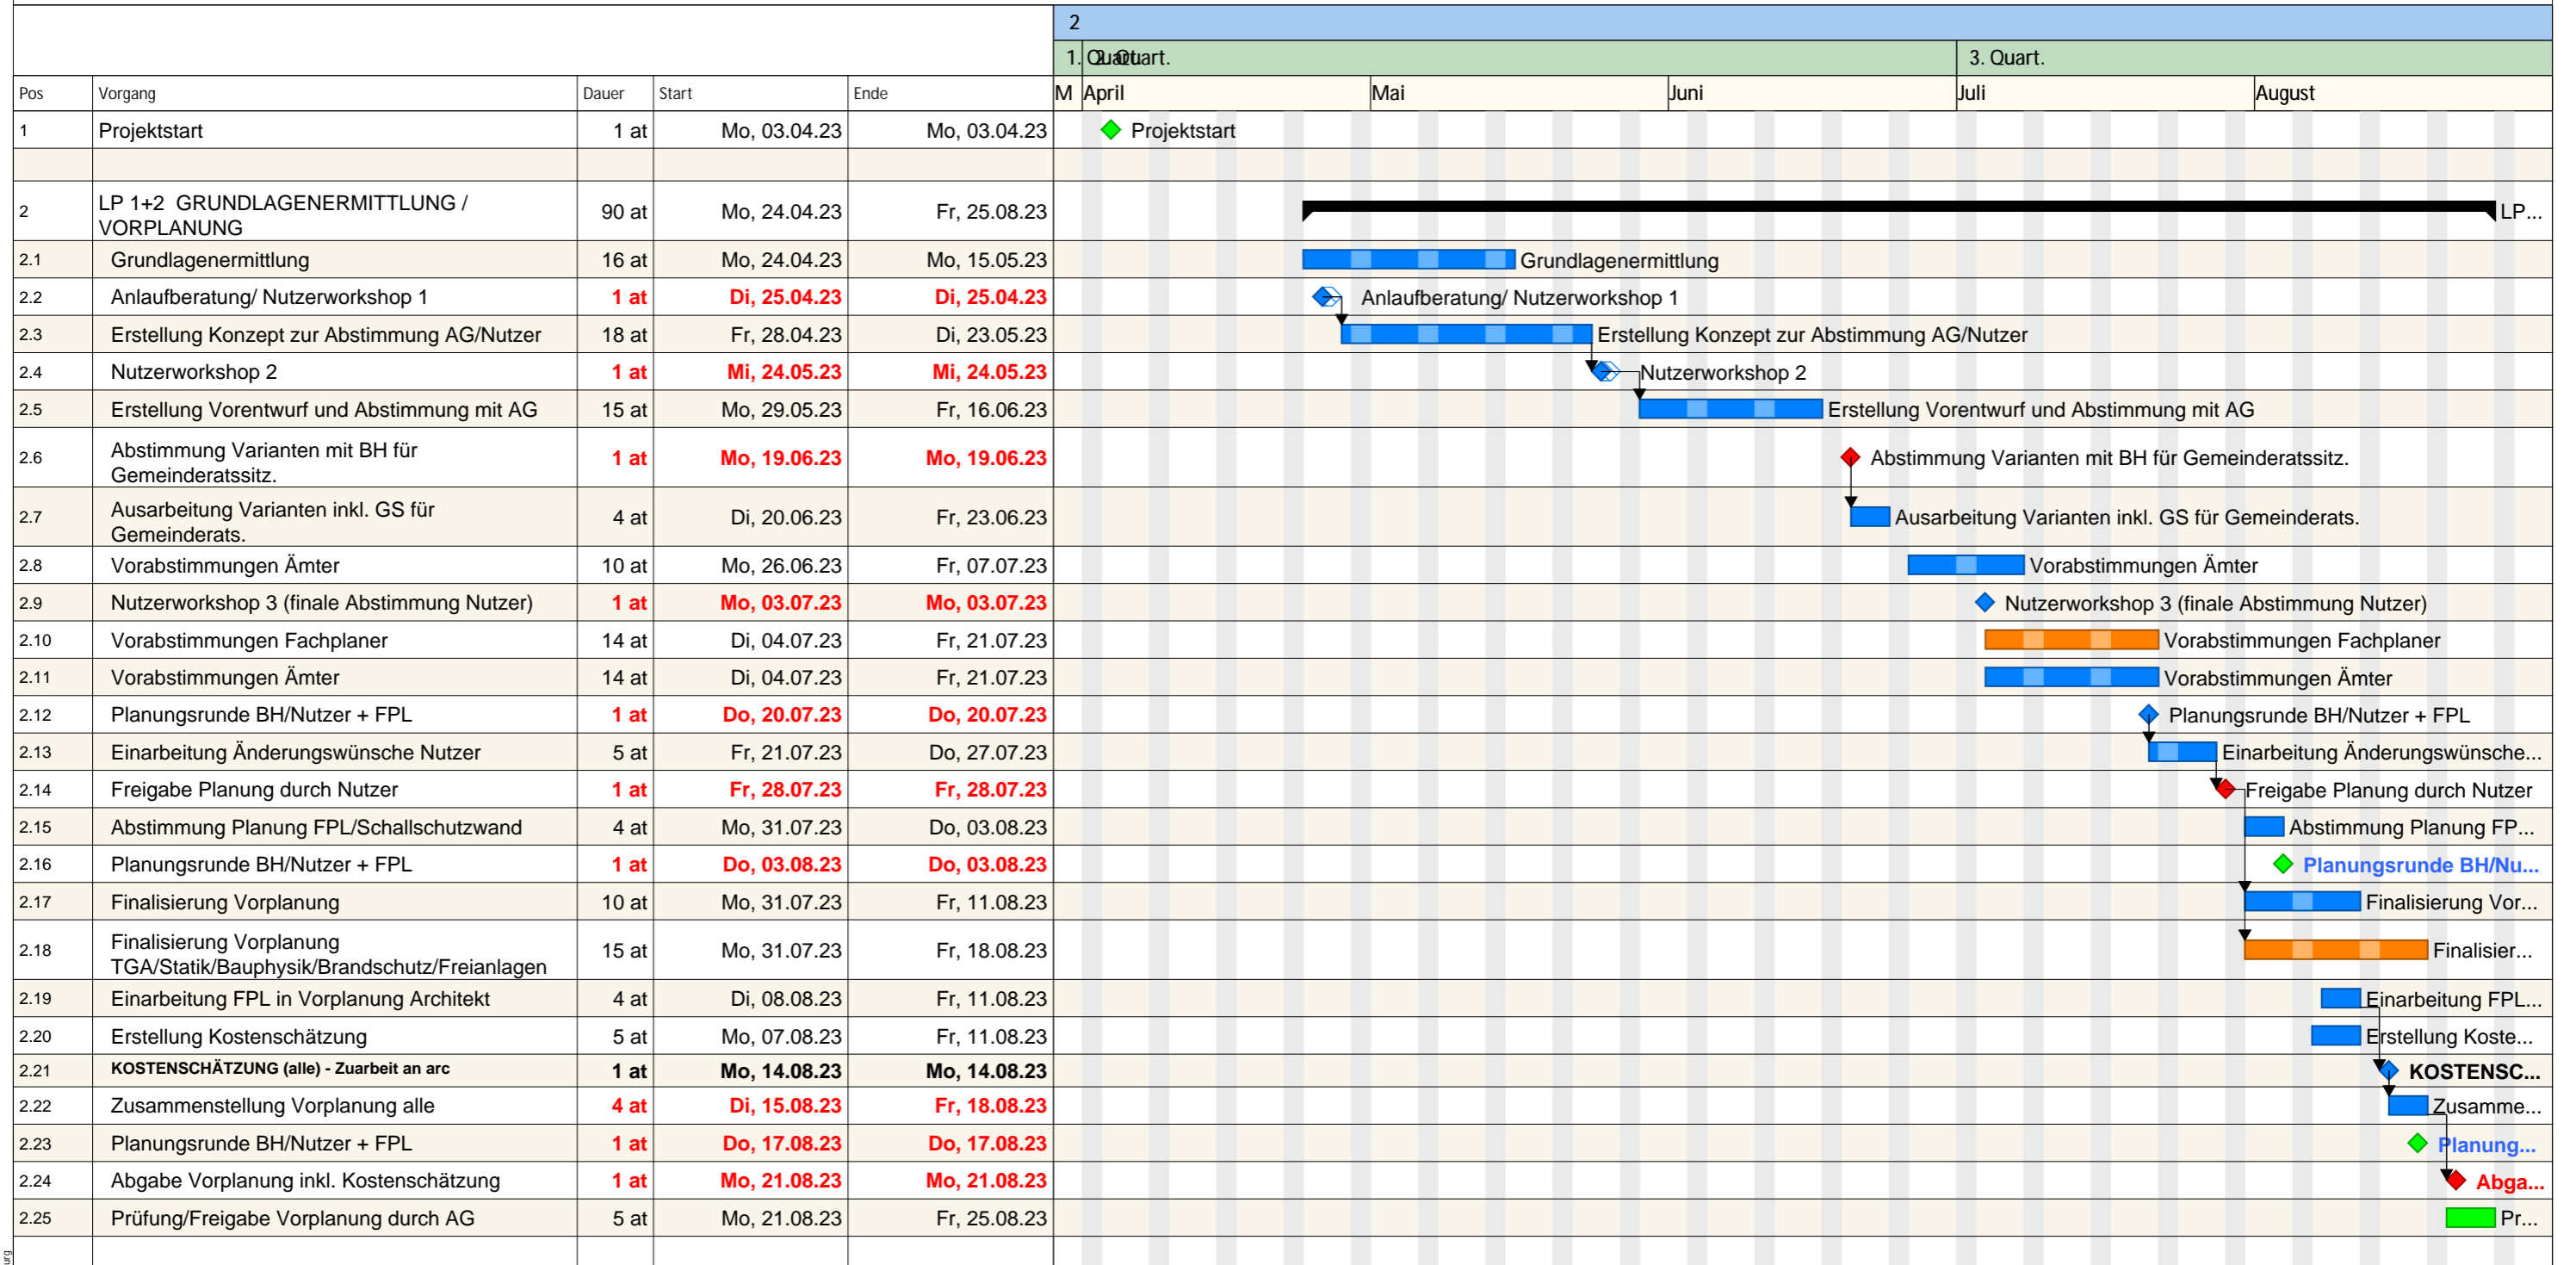 2
1. Quart. 2. Quart. 3. Quart.
Pos Vorgang Dauer Start Ende M April Mai Juni Juli August
1 Projektstart 1 at Mo, 03.04.23 Mo, 03.04.23 Projektstart
2 LP 1+2 GRUNDLAGENERMITTLUNG / 90 at Mo, 24.04.23 Fr, 25.08.23 LP...
VORPLANUNG
2.1 Grundlagenermittlung 16 at Mo, 24.04.23 Mo, 15.05.23 Grundlagenermittlung
2.2 Anlaufberatung/ Nutzerworkshop 1 1 at Di, 25.04.23 Di, 25.04.23 Anlaufberatung/ Nutzerworkshop 1
2.3 Erstellung Konzept zur Abstimmung AG/Nutzer 18 at Fr, 28.04.23 Di, 23.05.23 Erstellung Konzept zur Abstimmung AG/Nutzer
2.4 Nutzerworkshop 2 1 at Mi, 24.05.23 Mi, 24.05.23 Nutzerworkshop 2
2.5 Erstellung Vorentwurf und Abstimmung mit AG 15 at Mo, 29.05.23 Fr, 16.06.23 Erstellung Vorentwurf und Abstimmung mit AG
2.6 Abstimmung Varianten mit BH für 1 at Mo, 19.06.23 Mo, 19.06.23 Abstimmung Varianten mit BH für Gemeinderatssitz.
Gemeinderatssitz.
2.7 Ausarbeitung Varianten inkl. GS für 4 at Di, 20.06.23 Fr, 23.06.23 Ausarbeitung Varianten inkl. GS für Gemeinderats.
Gemeinderats.
2.8 Vorabstimmungen Ämter 10 at Mo, 26.06.23 Fr, 07.07.23 Vorabstimmungen Ämter
2.9 Nutzerworkshop 3 (finale Abstimmung Nutzer) 1 at Mo, 03.07.23 Mo, 03.07.23 Nutzerworkshop 3 (finale Abstimmung Nutzer)
2.10 Vorabstimmungen Fachplaner 14 at Di, 04.07.23 Fr, 21.07.23 Vorabstimmungen Fachplaner
2.11 Vorabstimmungen Ämter 14 at Di, 04.07.23 Fr, 21.07.23 Vorabstimmungen Ämter
2.12 Planungsrunde BH/Nutzer + FPL 1 at Do, 20.07.23 Do, 20.07.23 Planungsrunde BH/Nutzer + FPL
2.13 Einarbeitung Änderungswünsche Nutzer 5 at Fr, 21.07.23 Do, 27.07.23 Einarbeitung Änderungswünsche...
2.14 Freigabe Planung durch Nutzer 1 at Fr, 28.07.23 Fr, 28.07.23 Freigabe Planung durch Nutzer
2.15 Abstimmung Planung FPL/Schallschutzwand 4 at Mo, 31.07.23 Do, 03.08.23 Abstimmung Planung FP...
2.16 Planungsrunde BH/Nutzer + FPL 1 at Do, 03.08.23 Do, 03.08.23 Planungsrunde BH/Nu...
2.17 Finalisierung Vorplanung 10 at Mo, 31.07.23 Fr, 11.08.23 Finalisierung Vor...
2.18 Finalisierung Vorplanung 15 at Mo, 31.07.23 Fr, 18.08.23 Finalisier...
TGA/Statik/Bauphysik/Brandschutz/Freianlagen
2.19 Einarbeitung FPL in Vorplanung Architekt 4 at Di, 08.08.23 Fr, 11.08.23 Einarbeitung FPL...
2.20 Erstellung Kostenschätzung 5 at Mo, 07.08.23 Fr, 11.08.23 Erstellung Koste...
2.21 KOSTENSCHÄTZUNG (alle) - Zuarbeit an arc 1 at Mo, 14.08.23 Mo, 14.08.23 KOSTENSC...
2.22 Zusammenstellung Vorplanung alle 4 at Di, 15.08.23 Fr, 18.08.23 Zusamme...
2.23 Planungsrunde BH/Nutzer + FPL 1 at Do, 17.08.23 Do, 17.08.23 Planung...
2.24 Abgabe Vorplanung inkl. Kostenschätzung 1 at Mo, 21.08.23 Mo, 21.08.23 Abga...
2.25 Prüfung/Freigabe Vorplanung durch AG 5 at Mo, 21.08.23 Fr, 25.08.23 Pr...